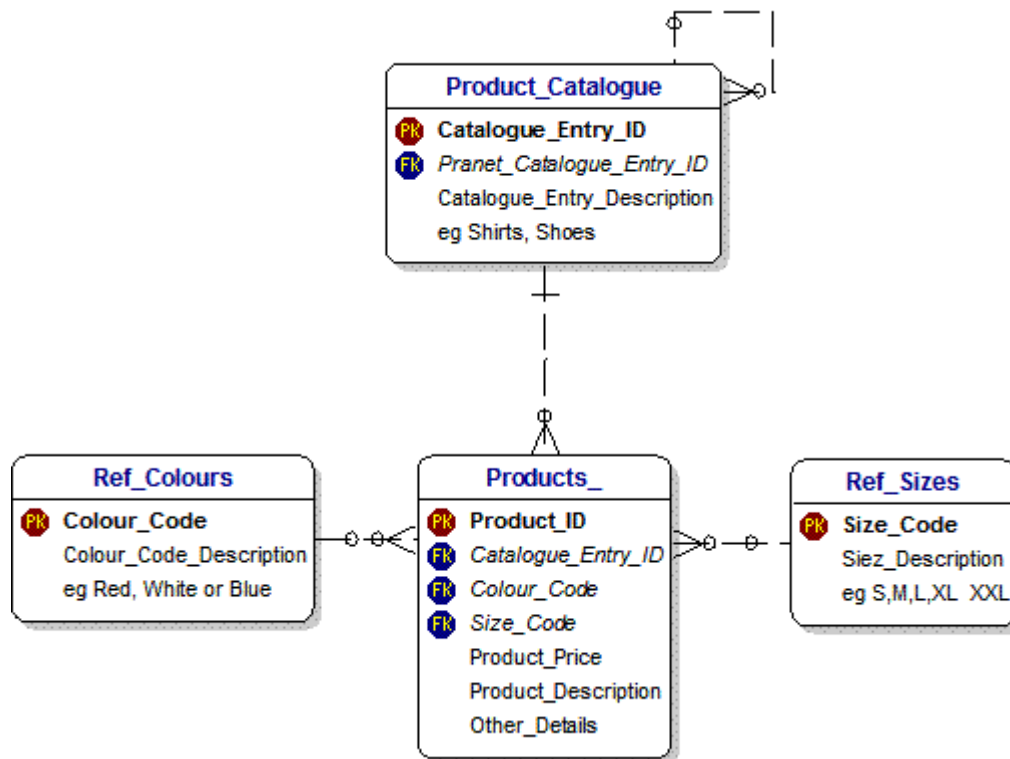 Product_Catalogue
PK Catalogue_Entry_ID
FK Pranet_Catalogue_Entry_ID
Catalogue_Entry_Description
eg Shirts, Shoes
Ref_Colours
PK Colour_Code
Colour_Code_Description
eg Red, White or Blue
Products_
PK Product_ID
FK Catalogue_Entry_ID
FK Colour_Code
FK Size_Code
Product_Price
Product_Description
Other_Details
Ref_Sizes
PK Size_Code
Siez_Description
eg S,M,L,XL XXL